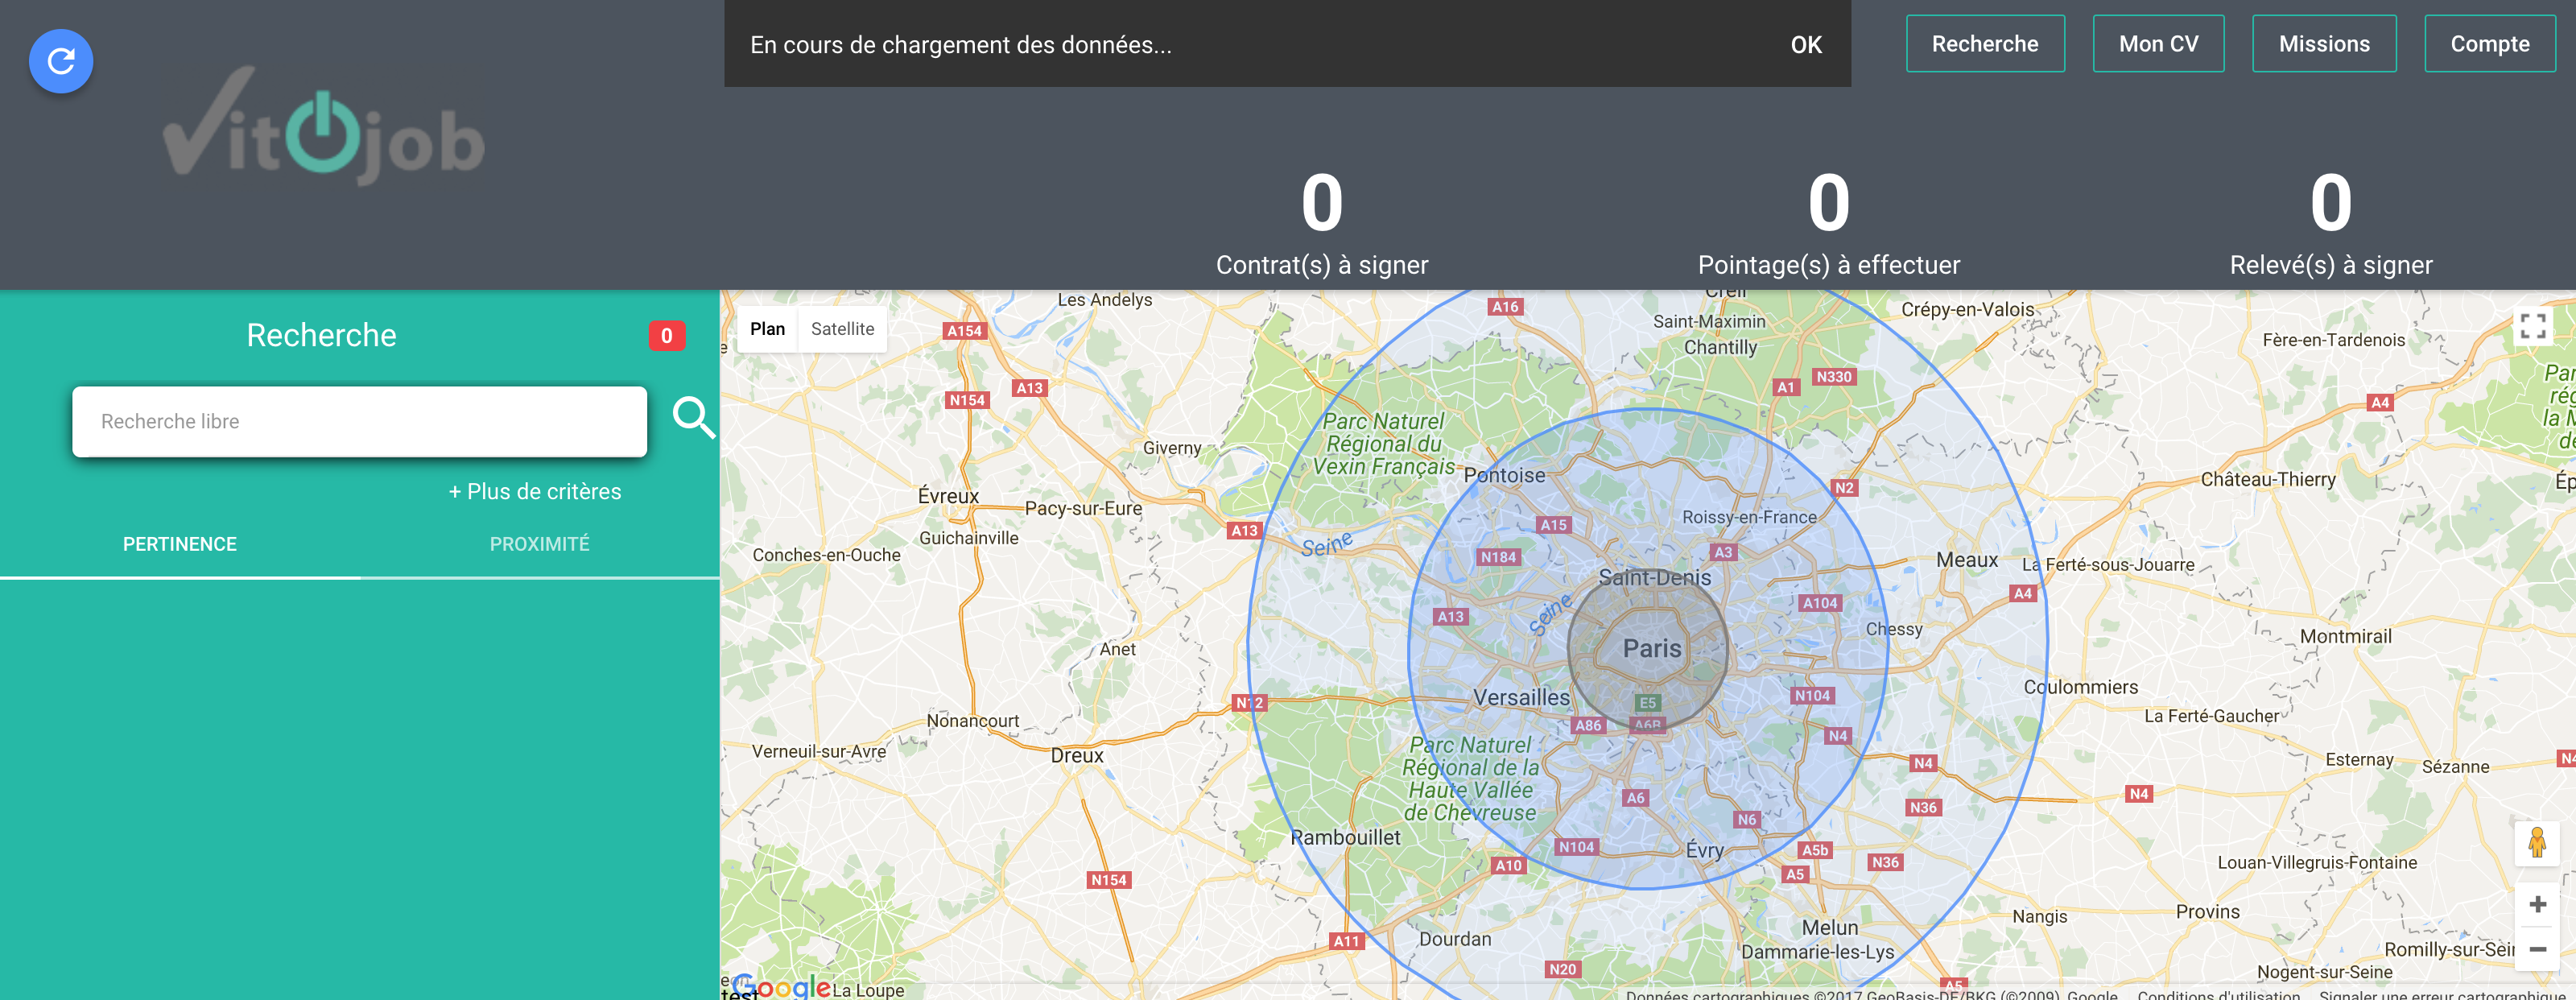 En cours de chargement des données...
OK
Recherche
Mon CV
Missions
Compte
Vitojob
0
Contrat(s) à signer
0
Pointage(s) à effectuer
0
Relevé(s) à signer
Recherche
0
Recherche libre
+ Plus de critères
PERTINENCE
PROXIMITÉ
Plan
Satellite
Les Andelys
A16
Creil
Saint-Maximin
Chantilly
Crépy-en-Valois
Fère-en-Tardenois
A154
N154
A13
A1
N330
A4
Parc Naturel
Régional du
Vexin Français
Giverny
Pontoise
N2
Château-Thierry
Évreux
Pacy-sur-Eure
Guichainville
A13
Seine
A15
Roissy-en-France
N184
A3
Conches-en-Ouche
Meaux
La Ferté-sous-Jouarre
Saint-Denis
A4
A13
Seine
A104
Chessy
Montmirail
Anet
Paris
Versailles
E5
N104
Coulommiers
N12
A86
A6B
N4
La Ferté-Gaucher
Nonancourt
Verneuil-sur-Avre
Dreux
Parc Naturel
Régional de la
Haute Vallée
de Chevreuse
N4
Esternay
Sézanne
A6
N4
N36
Rambouillet
N104
N6
Évry
A5b
A10
A5
N36
Louan-Villegruis-Fontaine
N154
Nangis
Provins
A11
Dourdan
Melun
Dammarie-les-Lys
N20
Nogent-sur-Seine
A5
Google
La Loupe
test
Données cartographiques ©2017 GeoBasis-DE/BKG (©2009), Google
Conditions d'utilisation
Signaler une erreur cartographique